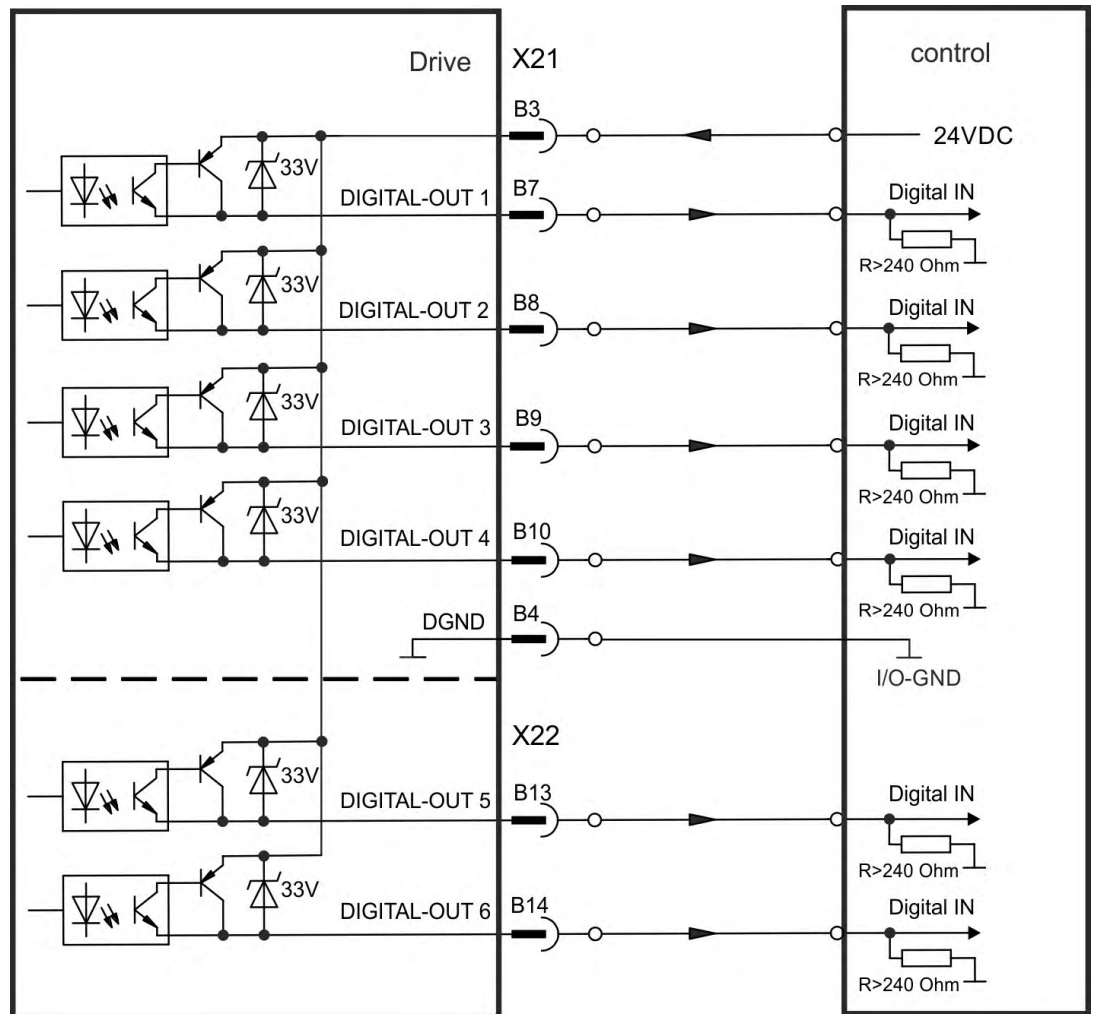 Drive
X21
control
B3
24VDC
33V
DIGITAL-OUT 1
B7
Digital IN
R>240 Ohm
33V
DIGITAL-OUT 2
B8
Digital IN
R>240 Ohm
33V
DIGITAL-OUT 3
B9
Digital IN
R>240 Ohm
33V
DIGITAL-OUT 4
B10
Digital IN
R>240 Ohm
DGND
B4
I/O-GND
X22
33V
DIGITAL-OUT 5
B13
Digital IN
R>240 Ohm
33V
DIGITAL-OUT 6
B14
Digital IN
R>240 Ohm